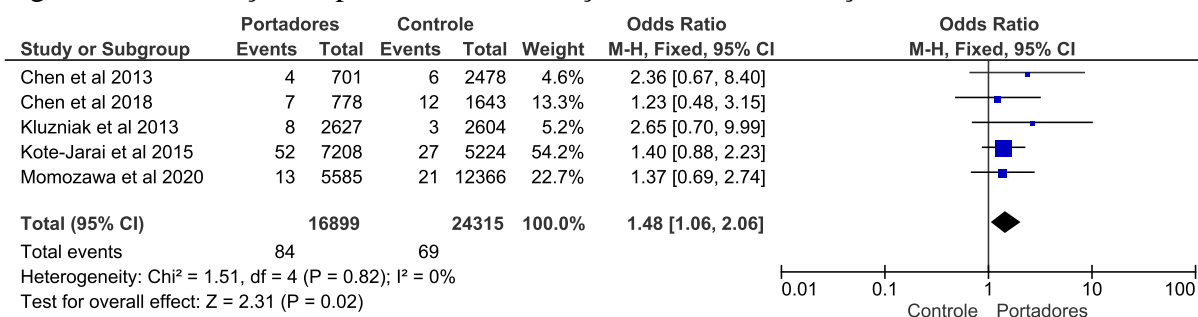 Portadores Controle Odds Ratio Odds Ratio
Study or Subgroup Events Total Events Total Weight M-H, Fixed, 95% CI M-H, Fixed, 95% CI
Chen et al 2013 4 701 6 2478 4.6% 2.36 [0.67, 8.40]
Chen et al 2018 7 778 12 1643 13.3% 1.23 [0.48, 3.15]
Kluzniak et al 2013 8 2627 3 2604 5.2% 2.65 [0.70, 9.99]
Kote-Jarai et al 2015 52 7208 27 5224 54.2% 1.40 [0.88, 2.23]
Momozawa et al 2020 13 5585 21 12366 22.7% 1.37 [0.69, 2.74]
Total (95% CI) 16899 24315 100.0% 1.48 [1.06, 2.06]
Total events 84 69
Heterogeneity: Chi² = 1.51, df = 4 (P = 0.82); I² = 0%
Test for overall effect: Z = 2.31 (P = 0.02)
0.01 0.1 1 10 100
Controle Portadores